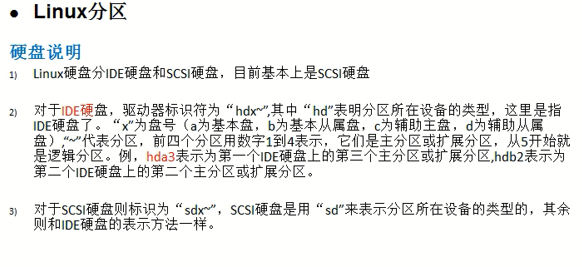 ● Linux分区
硬盘说明
1) Linux硬盘分IDE硬盘和SCSI硬盘，目前基本上是SCSI硬盘
2) 对于IDE硬盘，驱动器标识符为“hdx~”,其中“hd”表明分区所在设备的类型，这里是指
IDE硬盘了。“x”为盘号（a为基本盘，b为基本从属盘，c为辅助主盘，d为辅助从属
盘）,“~”代表分区，前四个分区用数字1到4表示，它们是主分区或扩展分区，从5开始就
是逻辑分区。例，hda3表示为第一个IDE硬盘上的第三个主分区或扩展分区,hdb2表示为
第二个IDE硬盘上的第二个主分区或扩展分区。
3) 对于SCSI硬盘则标识为“sdx~”，SCSI硬盘是用“sd”来表示分区所在设备的类型的，其余
则和IDE硬盘的表示方法一样。